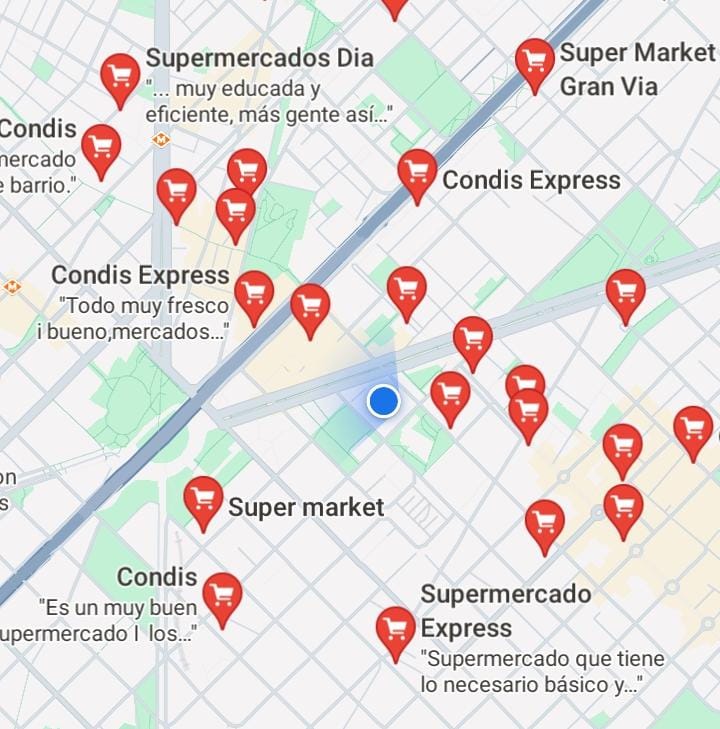 Supermercados Dia
"... muy educada y
eficiente, más gente así..."
Super Market
Gran Via
Condis
mercado
barrio."
M
Condis Express
Condis Express
"Todo muy fresco
i bueno,mercados..."
M
Super market
Condis
"Es un muy buen
upermercado I los..."
Supermercado
Express
"Supermercado que tiene
lo necesario básico y..."